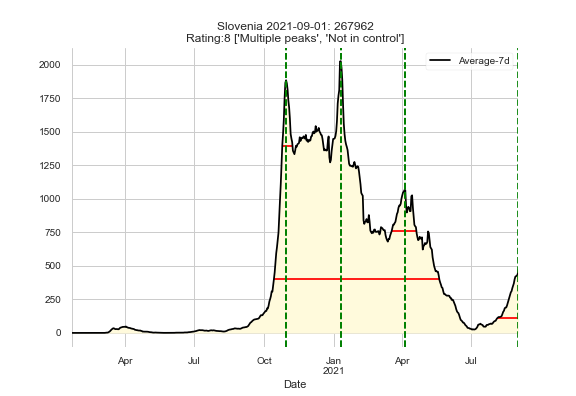 Slovenia 2021-09-01: 267962
Rating:8 ['Multiple peaks', 'Not in control']
Average-7d
2000
1750
1500
1250
1000
750
500
250
0
Apr
Jul
Oct
Jan
2021
Apr
Jul
Date